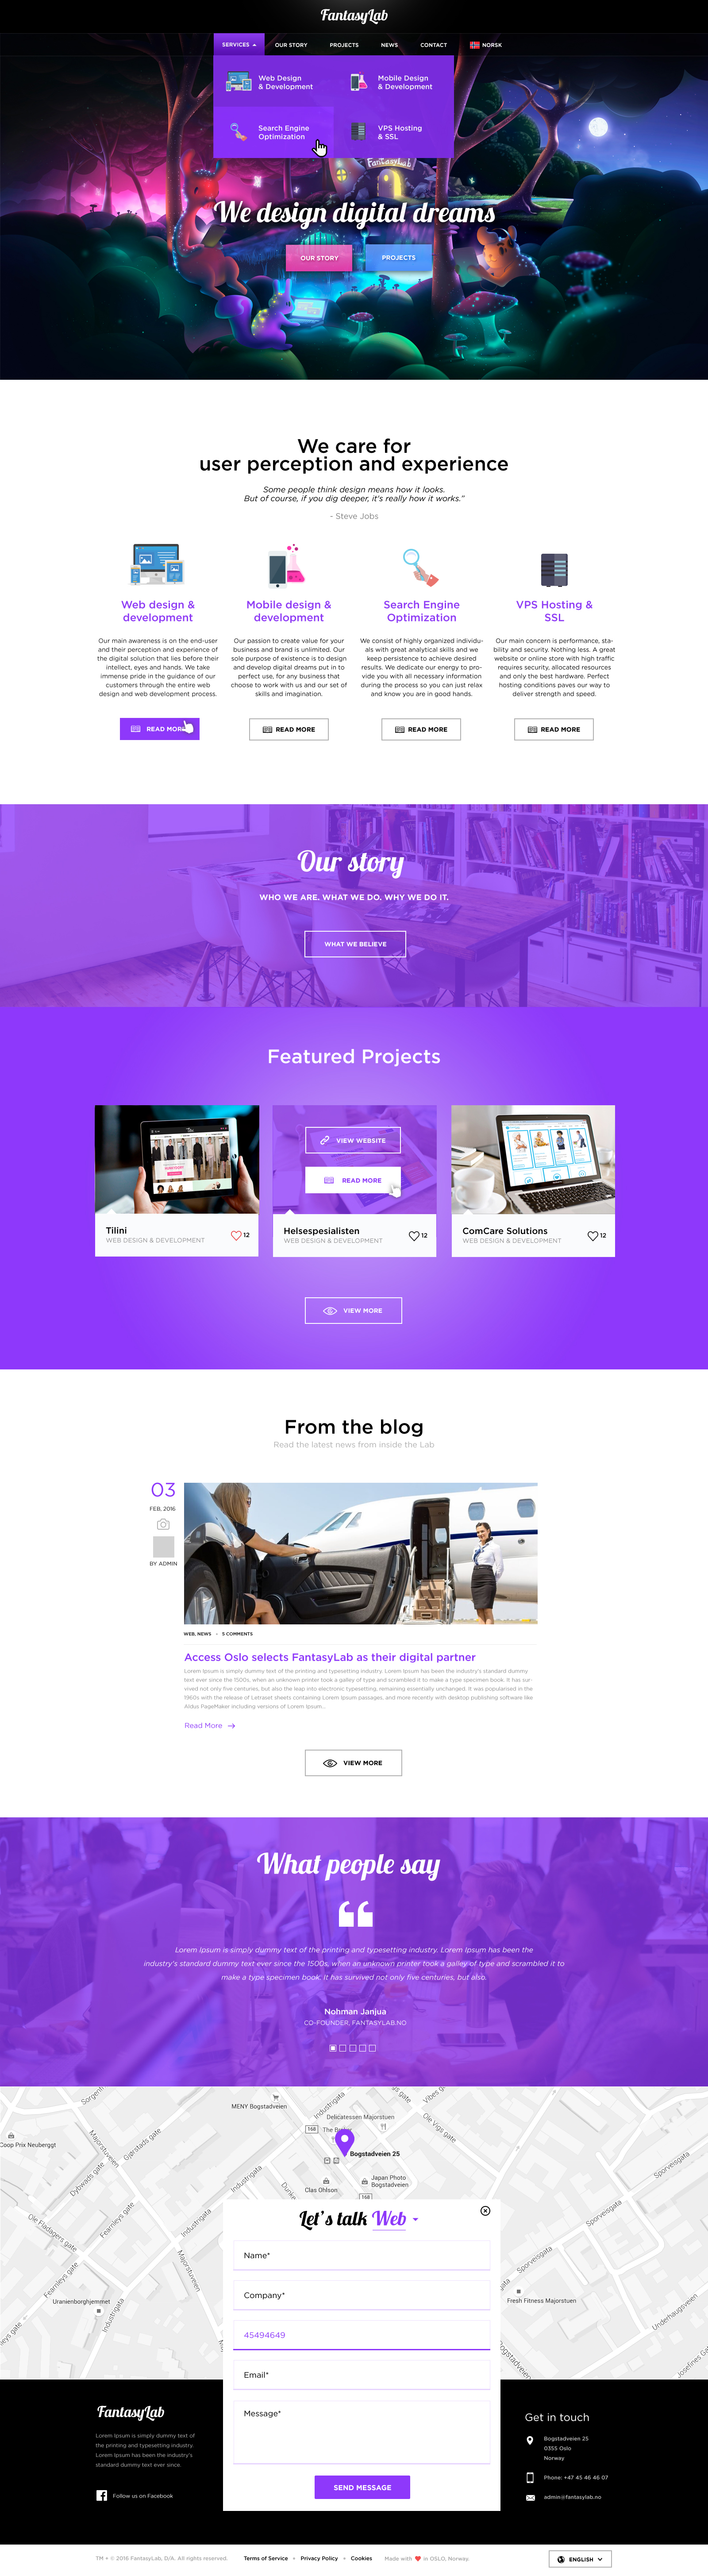 FantasyLab
SERVICES
OUR STORY
PROJECTS
NEWS
CONTACT
NORSK
Web Design
& Development
Mobile Design
& Development
Search Engine
Optimization
VPS Hosting
& SSL
FantasyLab
We design digital dreams
OUR STORY
PROJECTS
We care for
user perception and experience
Some people think design means how it looks.
But of course, if you dig deeper, it's really how it works."
- Steve Jobs
Web design &
development
Our main awareness is on the end-user
and their perception and experience of
the digital solution that lies before their
intellect, eyes and hands. We take
immense pride in the guidance of our
customers through the entire web
design and web development process.
READ MORE
Mobile design &
development
Our passion to create value for your
business and brand is unlimited. Our
sole purpose of existence is to design
and develop digital dreams put in to
perfect use, for any business that
choose to work with us and our set of
skills and imagination.
READ MORE
Search Engine
Optimization
We consist of highly organized individu-
als with great analytical skills and we
keep persistence to achieve desired
results. We dedicate our energy to pro-
vide you with all necessary information
during the process so you can just relax
and know you are in good hands.
READ MORE
VPS Hosting &
SSL
Our main concern is performance, sta-
bility and security. Nothing less. A great
website or online store with high traffic
requires security, allocated resources
and only the best hardware. Perfect
hosting conditions paves our way to
deliver strength and speed.
READ MORE
Our story
WHO WE ARE. WHAT WE DO. WHY WE DO IT.
WHAT WE BELIEVE
Featured Projects
VIEW WEBSITE
READ MORE
Tilini
WEB DESIGN & DEVELOPMENT
12
Helsespesialisten
WEB DESIGN & DEVELOPMENT
12
ComCare Solutions
WEB DESIGN & DEVELOPMENT
12
VIEW MORE
From the blog
Read the latest news from inside the Lab
03
FEB, 2016
BY ADMIN
WEB, NEWS • 5 COMMENTS
Access Oslo selects FantasyLab as their digital partner
Lorem Ipsum is simply dummy text of the printing and typesetting industry. Lorem Ipsum has been the industry's standard dummy
text ever since the 1500s, when an unknown printer took a galley of type and scrambled it to make a type specimen book. It has sur-
vived not only five centuries, but also the leap into electronic typesetting, remaining essentially unchanged. It was popularised in the
1960s with the release of Letraset sheets containing Lorem Ipsum passages, and more recently with desktop publishing software like
Aldus PageMaker including versions of Lorem Ipsum...
Read More
VIEW MORE
What people say
Lorem Ipsum is simply dummy text of the printing and typesetting industry. Lorem Ipsum has been the
industry's standard dummy text ever since the 1500s, when an unknown printer took a galley of type and scrambled it to
make a type specimen book. It has survived not only five centuries, but also.
Nohman Janjua
CO-FOUNDER, FANTASYLAB.NO
MENY Bogstadveien
Industrigata
Delicatessen Majorstuen
Vibes g
Ole Vigs gate
168
The B
Bogstadveien 25
Coop Prix Neuberggt
Majorstuveien
Gjørstads gate
Dybwads gate
Industrigata
Clas Ohlson
Japan Photo
Bogstadveien
168
Sporveisgata
Ole Fladagers gate
Fearnleys gate
Industrigata
Majorstuveien
Fearnleys gate
Uranienborghjemmet
Industrigata
Sporveisgata
Sporveisgata
Fresh Fitness Majorstuen
Underhaugsveien
Bogstadveien
Josefines Ga
Let's talk Web
Name*
Company*
45494649
Email*
Message*
SEND MESSAGE
FantasyLab
Lorem Ipsum is simply dummy text of
the printing and typesetting industry.
Lorem Ipsum has been the industry's
standard dummy text ever since.
Follow us on Facebook
Get in touch
Bogstadveien 25
0355 Oslo
Norway
Phone: +47 45 46 46 07
admin@fantasylab.no
TM + © 2016 FantasyLab, D/A. All rights reserved.
Terms of Service • Privacy Policy • Cookies
Made with ❤ in OSLO, Norway.
ENGLISH